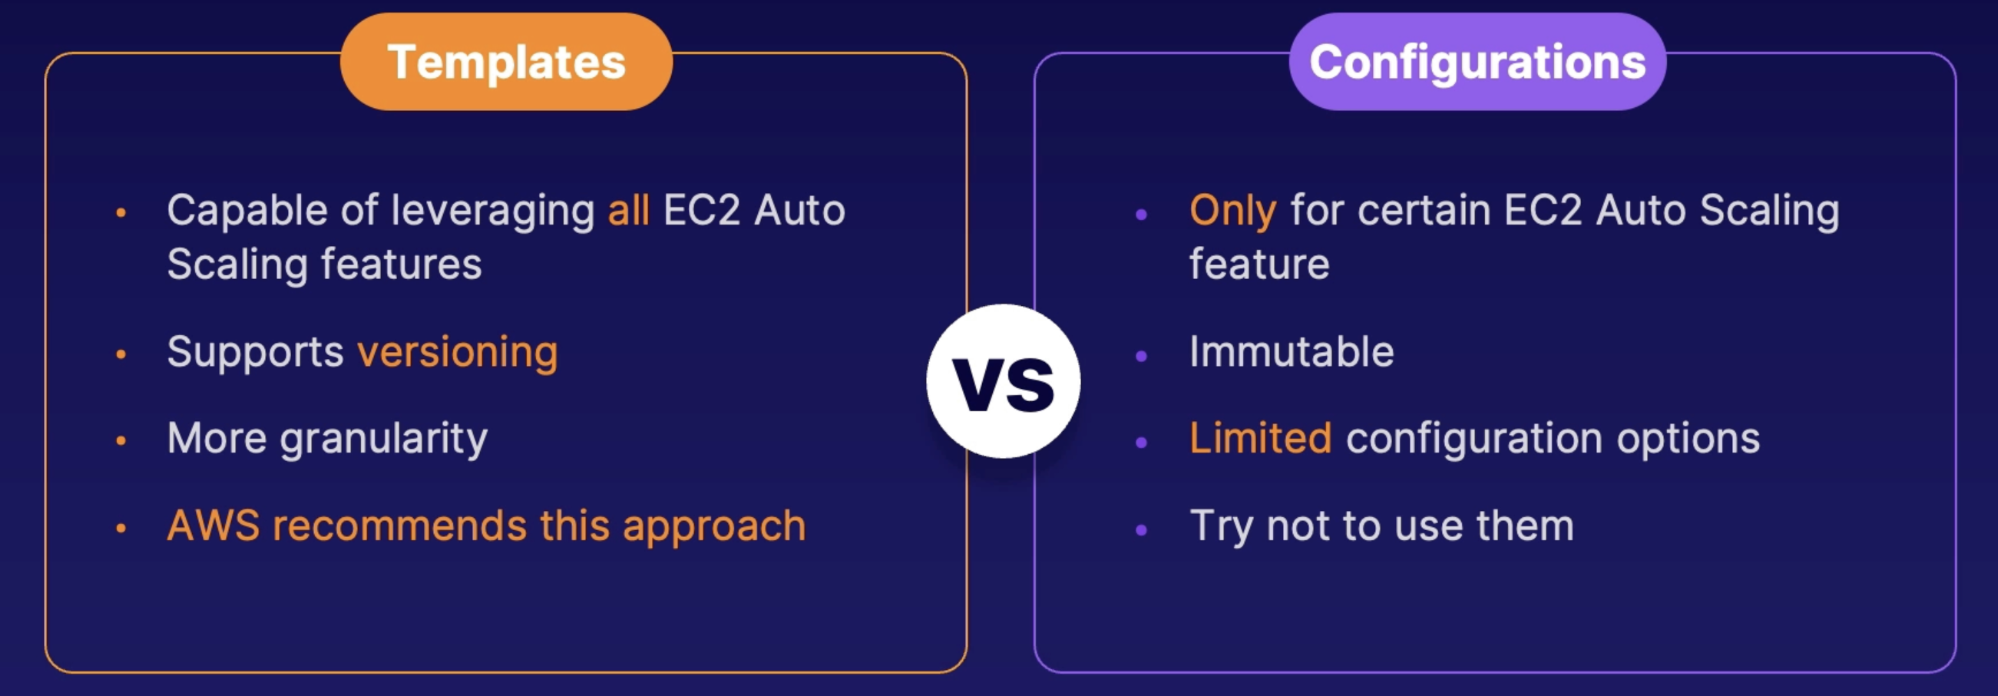 Templates
• Capable of leveraging all EC2 Auto
Scaling features
• Supports versioning
• More granularity
• AWS recommends this approach
VS
Configurations
• Only for certain EC2 Auto Scaling
feature
• Immutable
• Limited configuration options
• Try not to use them